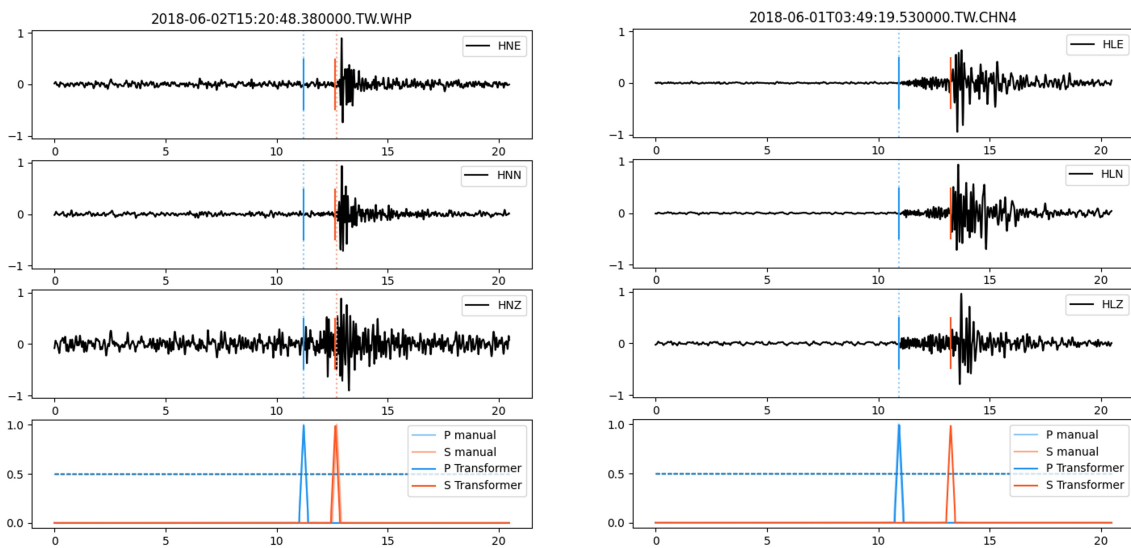 2018-06-02T15:20:48.380000.TW.WHP
1
0
−1
HNE
0 5 10 15 20
1
0
−1
HNN
0 5 10 15 20
1
0
−1
HNZ
0 5 10 15 20
1.0
0.5
0.0
P manual
S manual
P Transformer
S Transformer
0 5 10 15 20
2018-06-01T03:49:19.530000.TW.CHN4
1
0
−1
HLE
0 5 10 15 20
1
0
−1
HLN
0 5 10 15 20
1
0
−1
HLZ
0 5 10 15 20
1.0
0.5
0.0
P manual
S manual
P Transformer
S Transformer
0 5 10 15 20